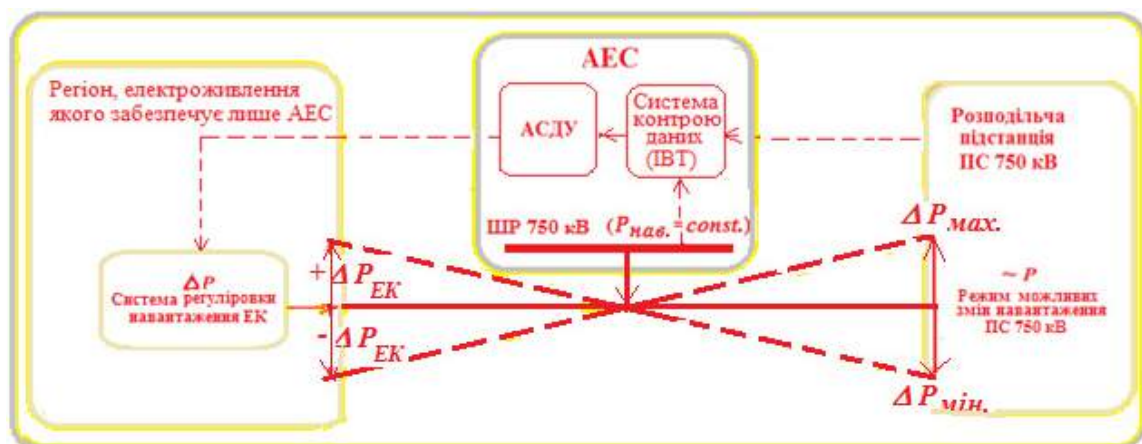 АЕС
Регіон, електроживлення
якого забезпечує лише АЕС
АСДУ
Система
контрою
даних
(ІВТ)
Розподільча
підстанція
ПС 750 кВ
ШР 750 кВ (Pнав.=const.)
ΔPмах.
+ΔPЕК
ΔP
Система регуліровки
навантаження ЕК
-ΔPЕК
~ P
Режим можливих
змін навантаження
ПС 750 кВ
ΔPмін.